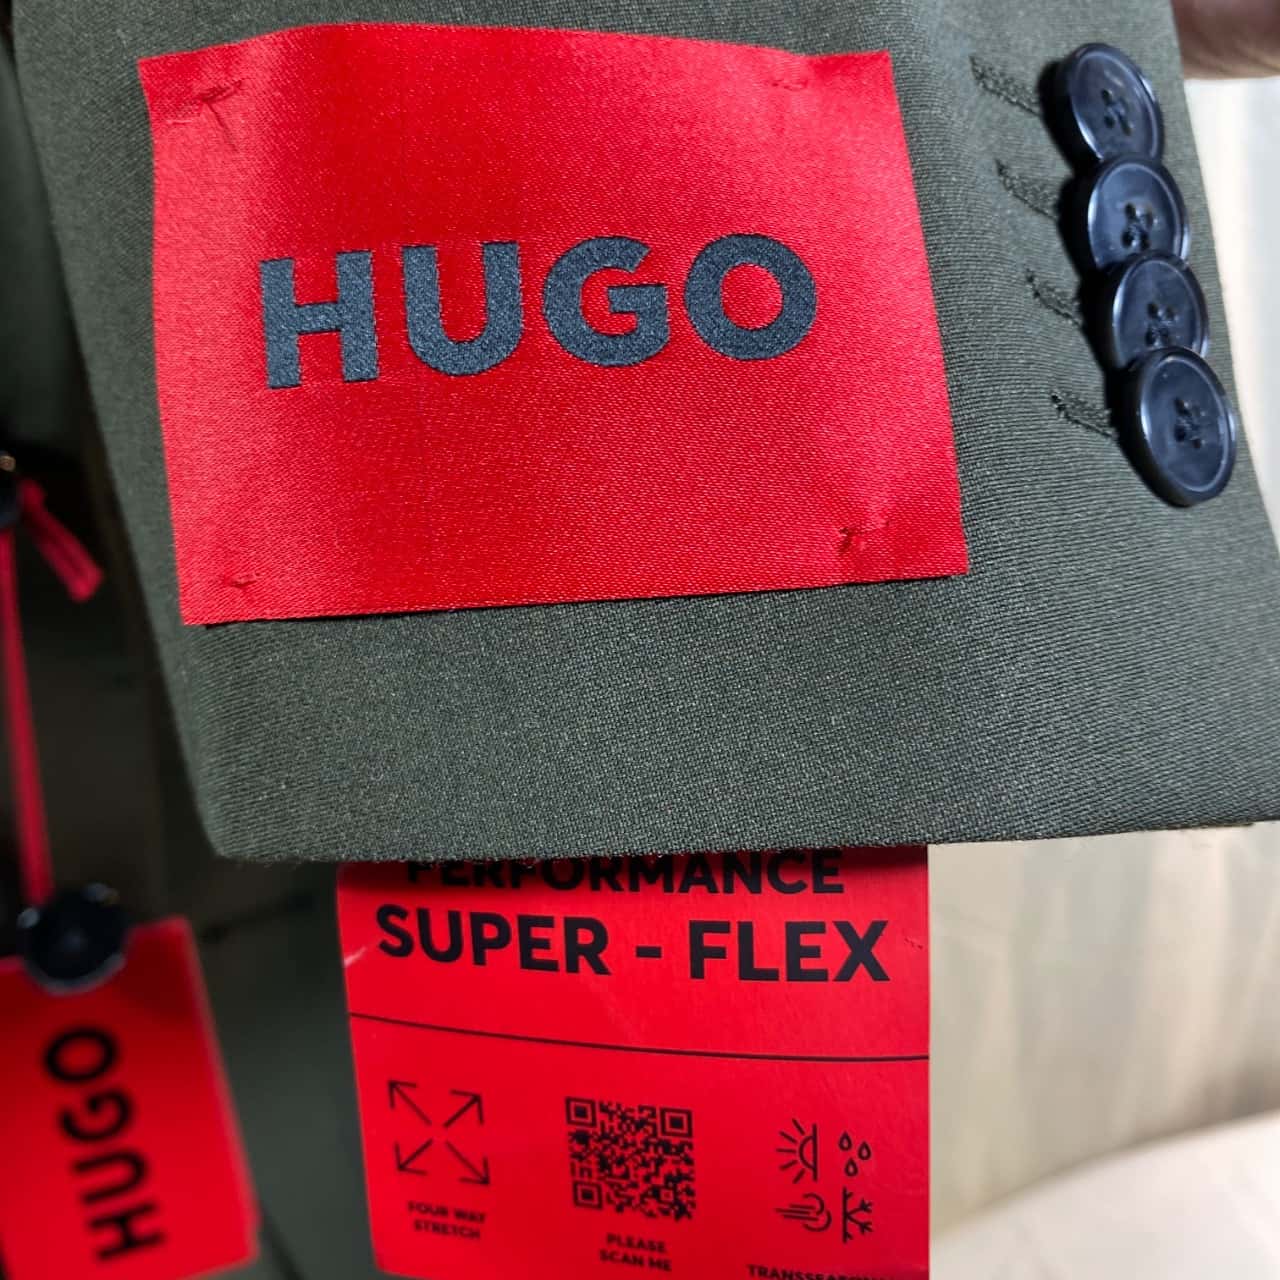 HUGO
PERFORMANCE
SUPER - FLEX
FOUR WAY
STRETCH
PLEASE
SCAN ME
HUGO